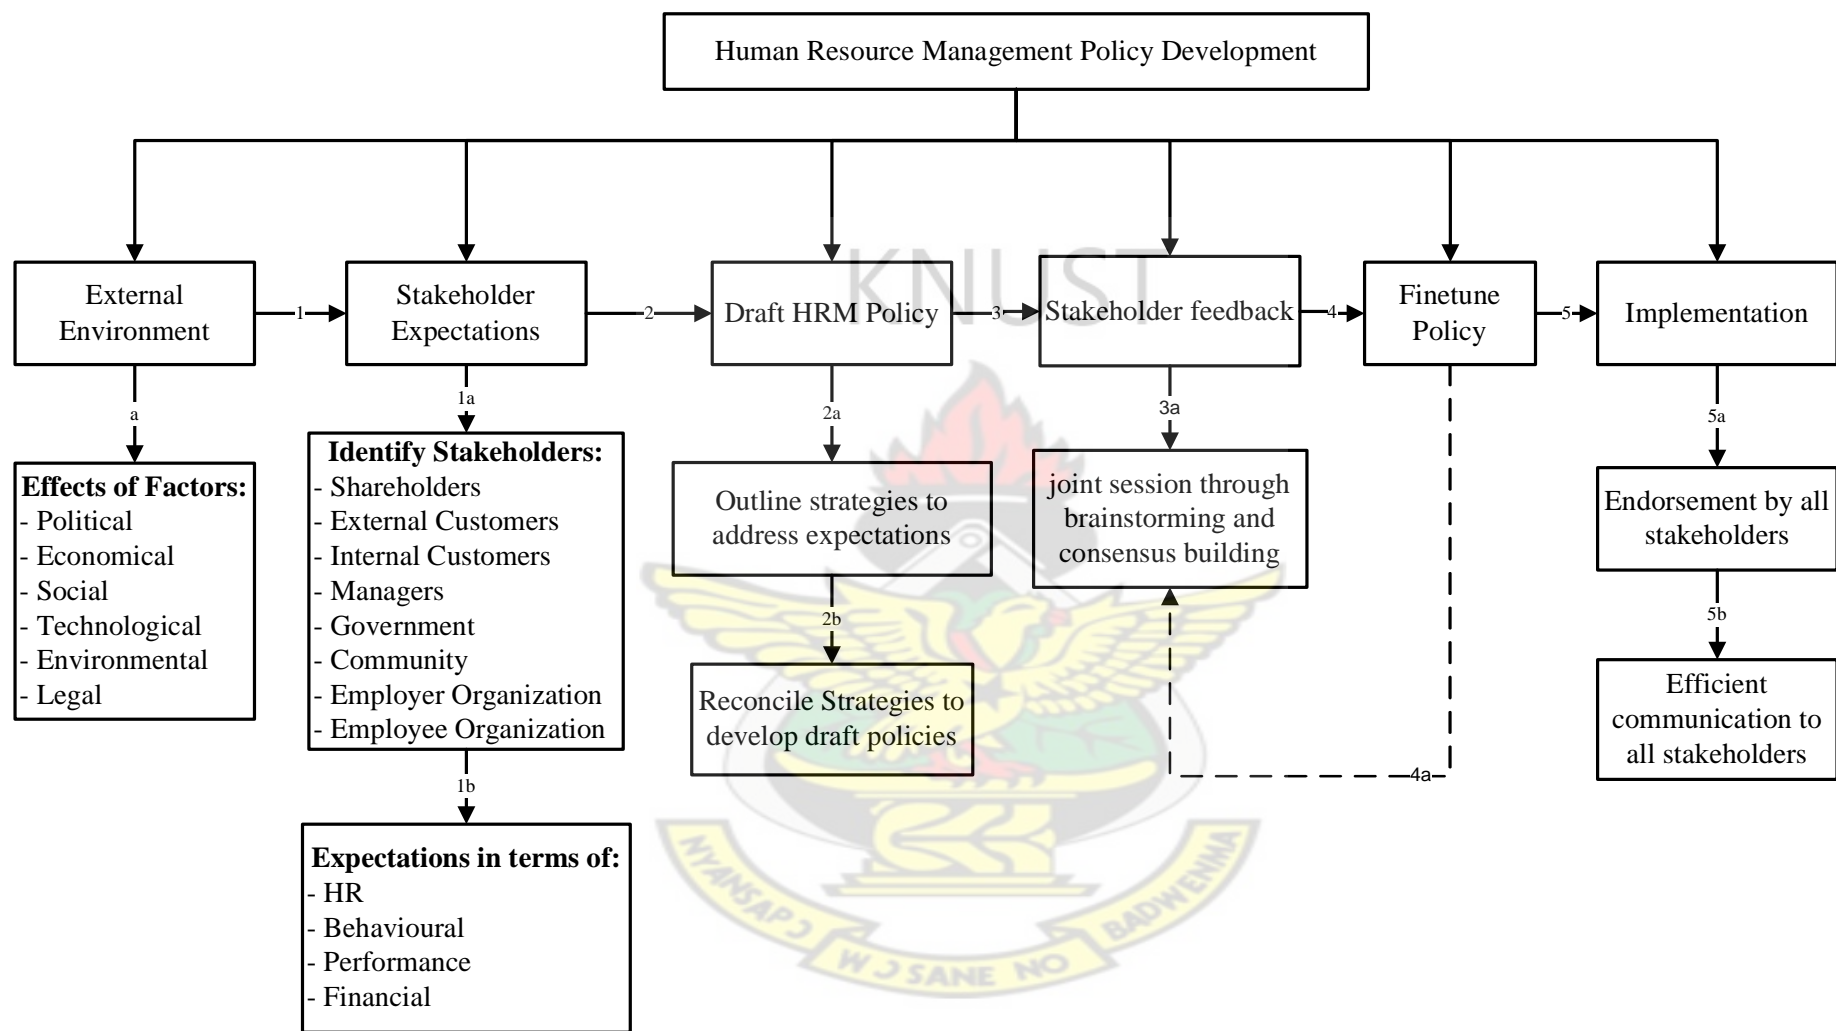 Human Resource Management Policy Development
KNUST
External
Environment
1
Stakeholder
Expectations
2
Draft HRM Policy
3
Stakeholder feedback
4
Finetune
Policy
5
Implementation
a
Effects of Factors:
- Political
- Economical
- Social
- Technological
- Environmental
- Legal
1a
Identify Stakeholders:
- Shareholders
- External Customers
- Internal Customers
- Managers
- Government
- Community
- Employer Organization
- Employee Organization
1b
Expectations in terms of:
- HR
- Behavioural
- Performance
- Financial
2a
Outline strategies to
address expectations
2b
Reconcile Strategies to
develop draft policies
3a
joint session through
brainstorming and
consensus building
4a
5a
Endorsement by all
stakeholders
5b
Efficient
communication to
all stakeholders
NYANSAPƆ WƆSANE NO BADWENMA